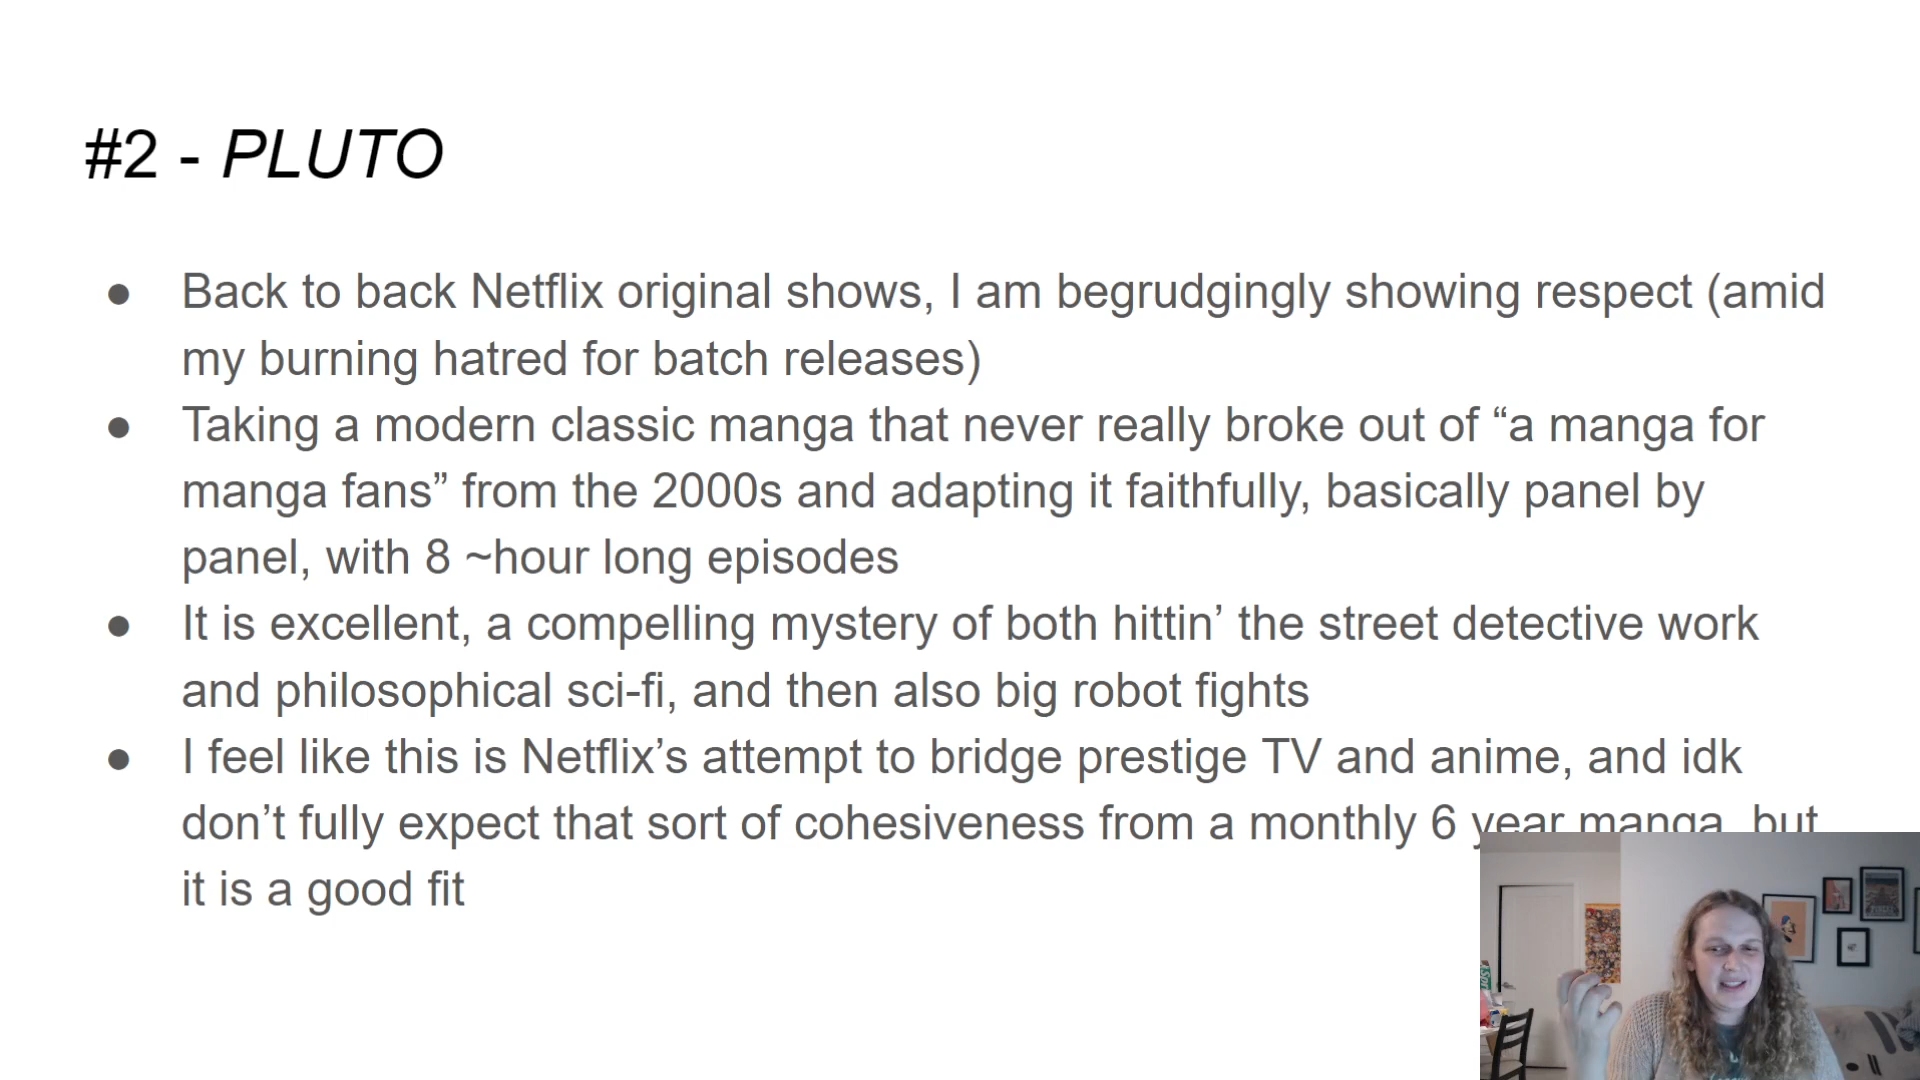 #2 - PLUTO
● Back to back Netflix original shows, I am begrudgingly showing respect (amid
my burning hatred for batch releases)
● Taking a modern classic manga that never really broke out of “a manga for
manga fans” from the 2000s and adapting it faithfully, basically panel by
panel, with 8 ~hour long episodes
● It is excellent, a compelling mystery of both hittin’ the street detective work
and philosophical sci-fi, and then also big robot fights
● I feel like this is Netflix’s attempt to bridge prestige TV and anime, and idk
don’t fully expect that sort of cohesiveness from a monthly 6 year manga, but
it is a good fit